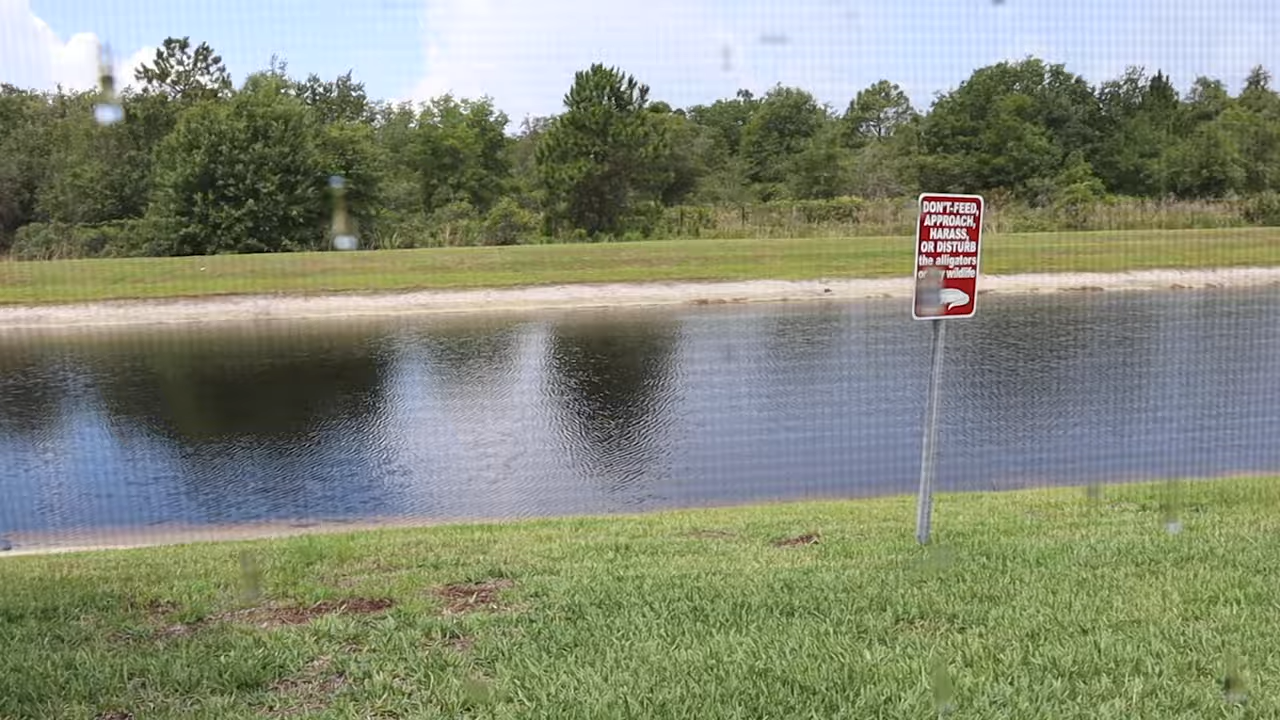 DON'T FEED,
APPROACH,
HARASS,
OR DISTURB
the alligators
wildlife